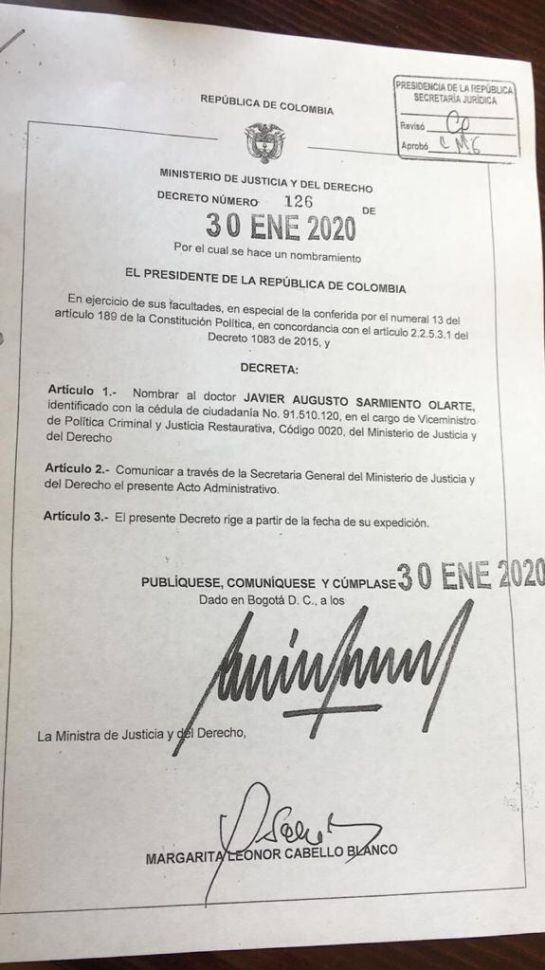 PRESIDENCIA DE LA REPÚBLICA
SECRETARÍA JURÍDICA
Revisó
Aprobó
REPÚBLICA DE COLOMBIA
MINISTERIO DE JUSTICIA Y DEL DERECHO
DECRETO NÚMERO 126 DE
30 ENE 2020
Por el cual se hace un nombramiento
EL PRESIDENTE DE LA REPÚBLICA DE COLOMBIA
En ejercicio de sus facultades, en especial de la conferida por el numeral 13 del
artículo 189 de la Constitución Política, en concordancia con el artículo 2.2.5.3.1 del
Decreto 1083 de 2015, y
DECRETA:
Artículo 1.- Nombrar al doctor JAVIER AUGUSTO SARMIENTO OLARTE,
identificado con la cédula de ciudadanía No. 91.510.120, en el cargo de Viceministro
de Política Criminal y Justicia Restaurativa, Código 0020, del Ministerio de Justicia y
del Derecho
Artículo 2.- Comunicar a través de la Secretaria General del Ministerio de Justicia y
del Derecho el presente Acto Administrativo.
Artículo 3.- El presente Decreto rige a partir de la fecha de su expedición.
PUBLÍQUESE, COMUNÍQUESE Y CÚMPLASE 30 ENE 2020
Dado en Bogotá D. C., a los
La Ministra de Justicia y del Derecho,
MARGARITA LEONOR CABELLO BLANCO